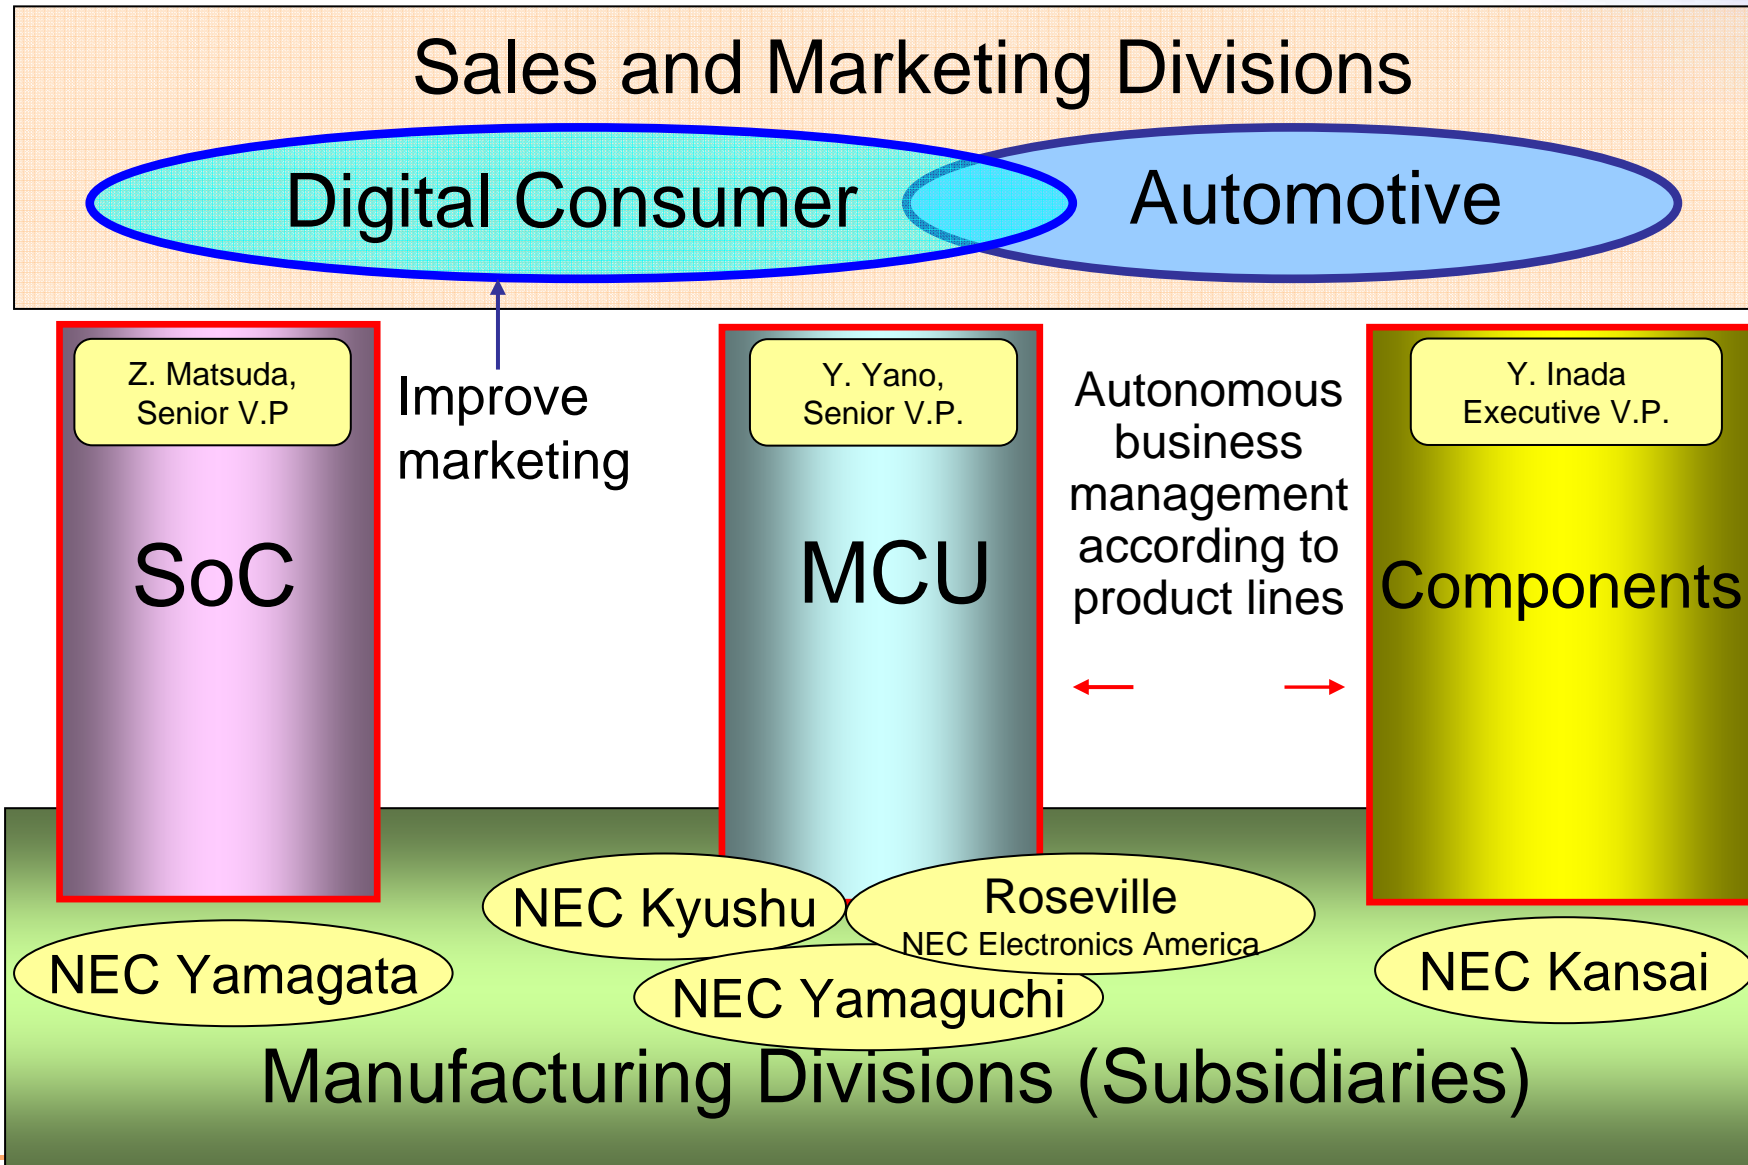 Sales and Marketing Divisions
Digital Consumer
Automotive
Z. Matsuda,
Senior V.P
Improve
marketing
SoC
Y. Yano,
Senior V.P.
MCU
Autonomous
business
management
according to
product lines
Y. Inada
Executive V.P.
Components
NEC Yamagata
NEC Kyushu
Roseville
NEC Electronics America
NEC Yamaguchi
NEC Kansai
Manufacturing Divisions (Subsidiaries)